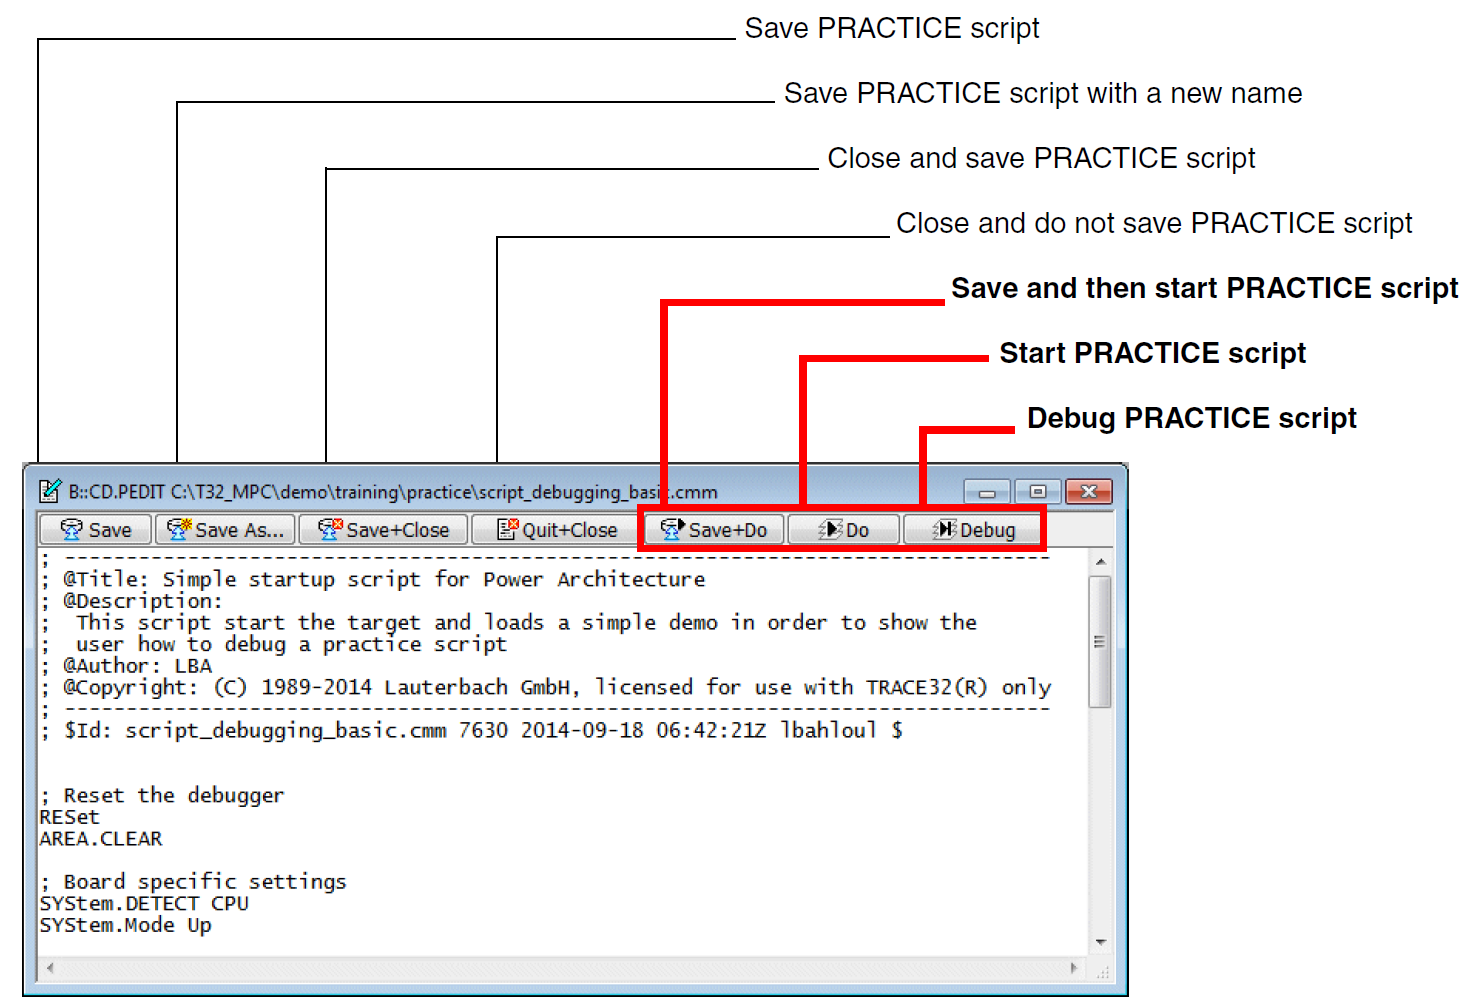 Save PRACTICE script
Save PRACTICE script with a new name
Close and save PRACTICE script
Close and do not save PRACTICE script
Save and then start PRACTICE script
Start PRACTICE script
Debug PRACTICE script
B::CD.PEDIT C:\T32_MPC\demo\training\practice\script_debugging_basic.cmm
Save Save As... Save+Close Quit+Close Save+Do Do Debug
; --------------------------------------------------------------------------------
; @Title: Simple startup script for Power Architecture
; @Description:
;  This script start the target and loads a simple demo in order to show the
;  user how to debug a practice script
; @Author: LBA
; @Copyright: (C) 1989-2014 Lauterbach GmbH, licensed for use with TRACE32(R) only
; --------------------------------------------------------------------------------
; $Id: script_debugging_basic.cmm 7630 2014-09-18 06:42:21Z lbahloul $
; Reset the debugger
RESet
AREA.CLEAR
; Board specific settings
SYStem.DETECT CPU
SYStem.Mode Up